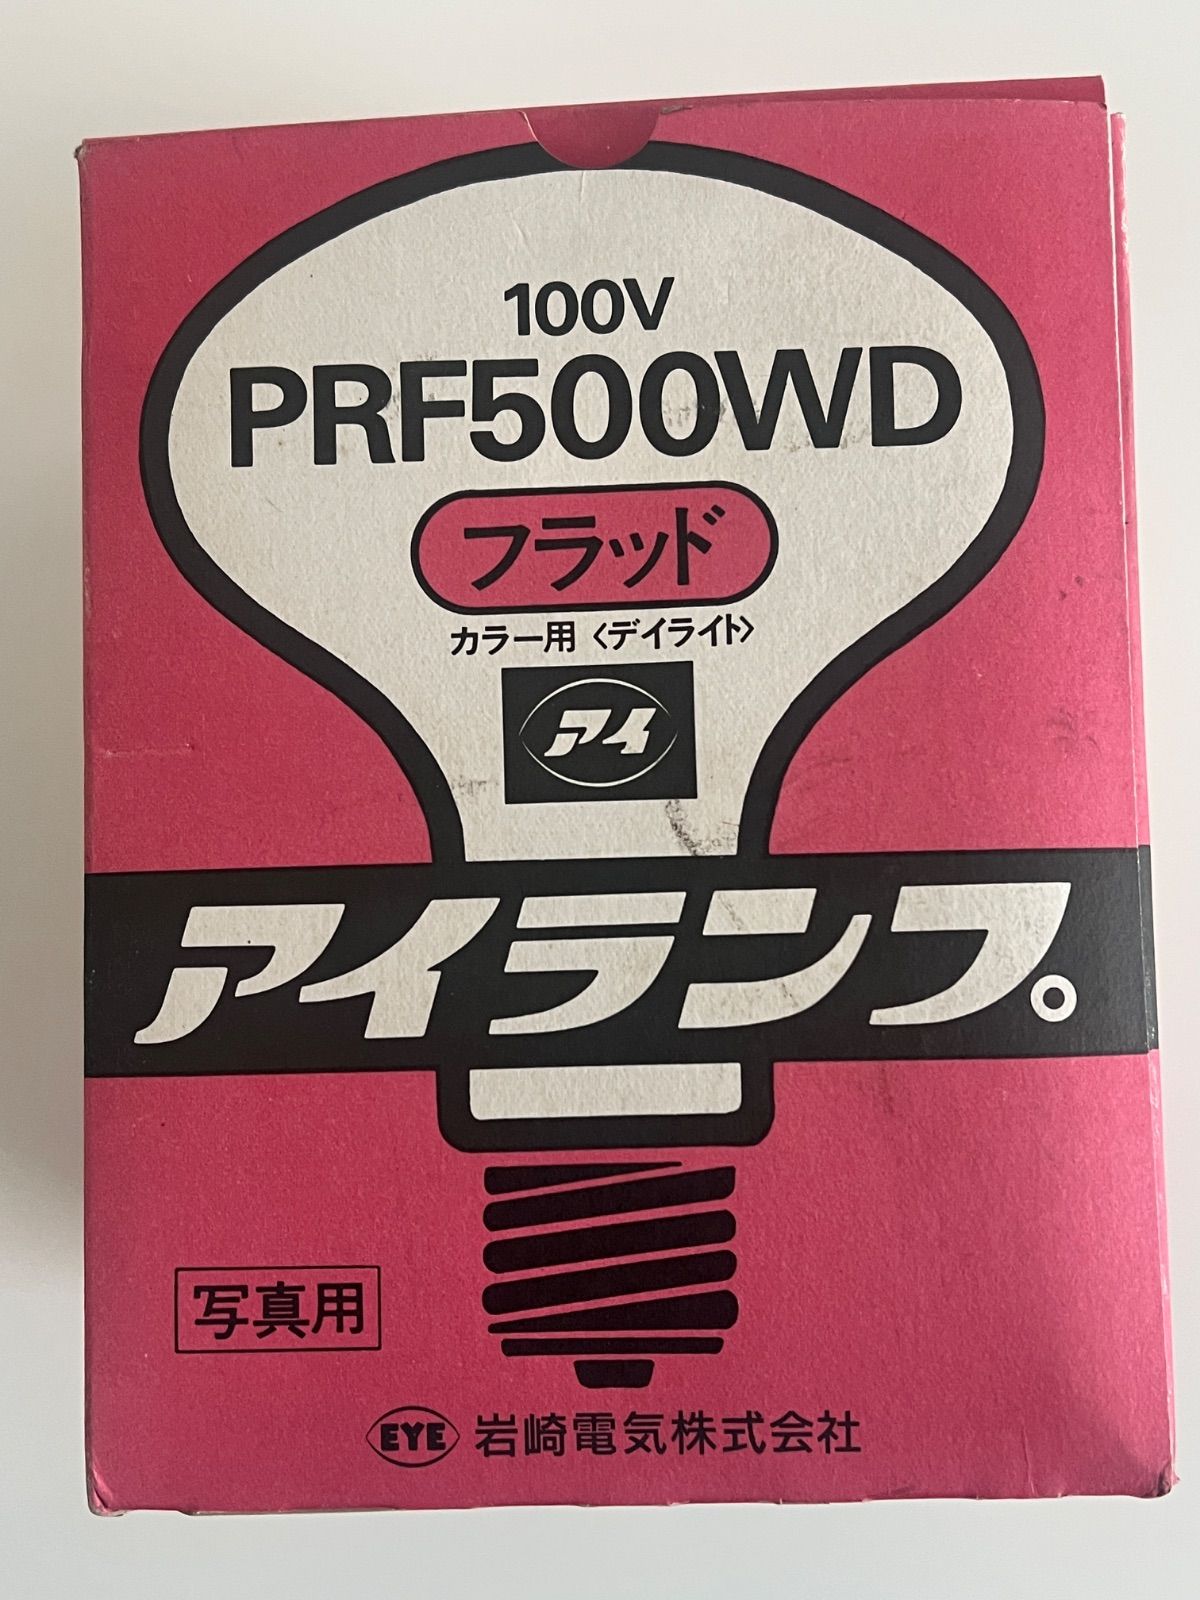 100V
PRF500WD
フラッド
カラー用〈デイライト〉
アイ
アイランプ。
写真用
EYE 岩崎電気株式会社